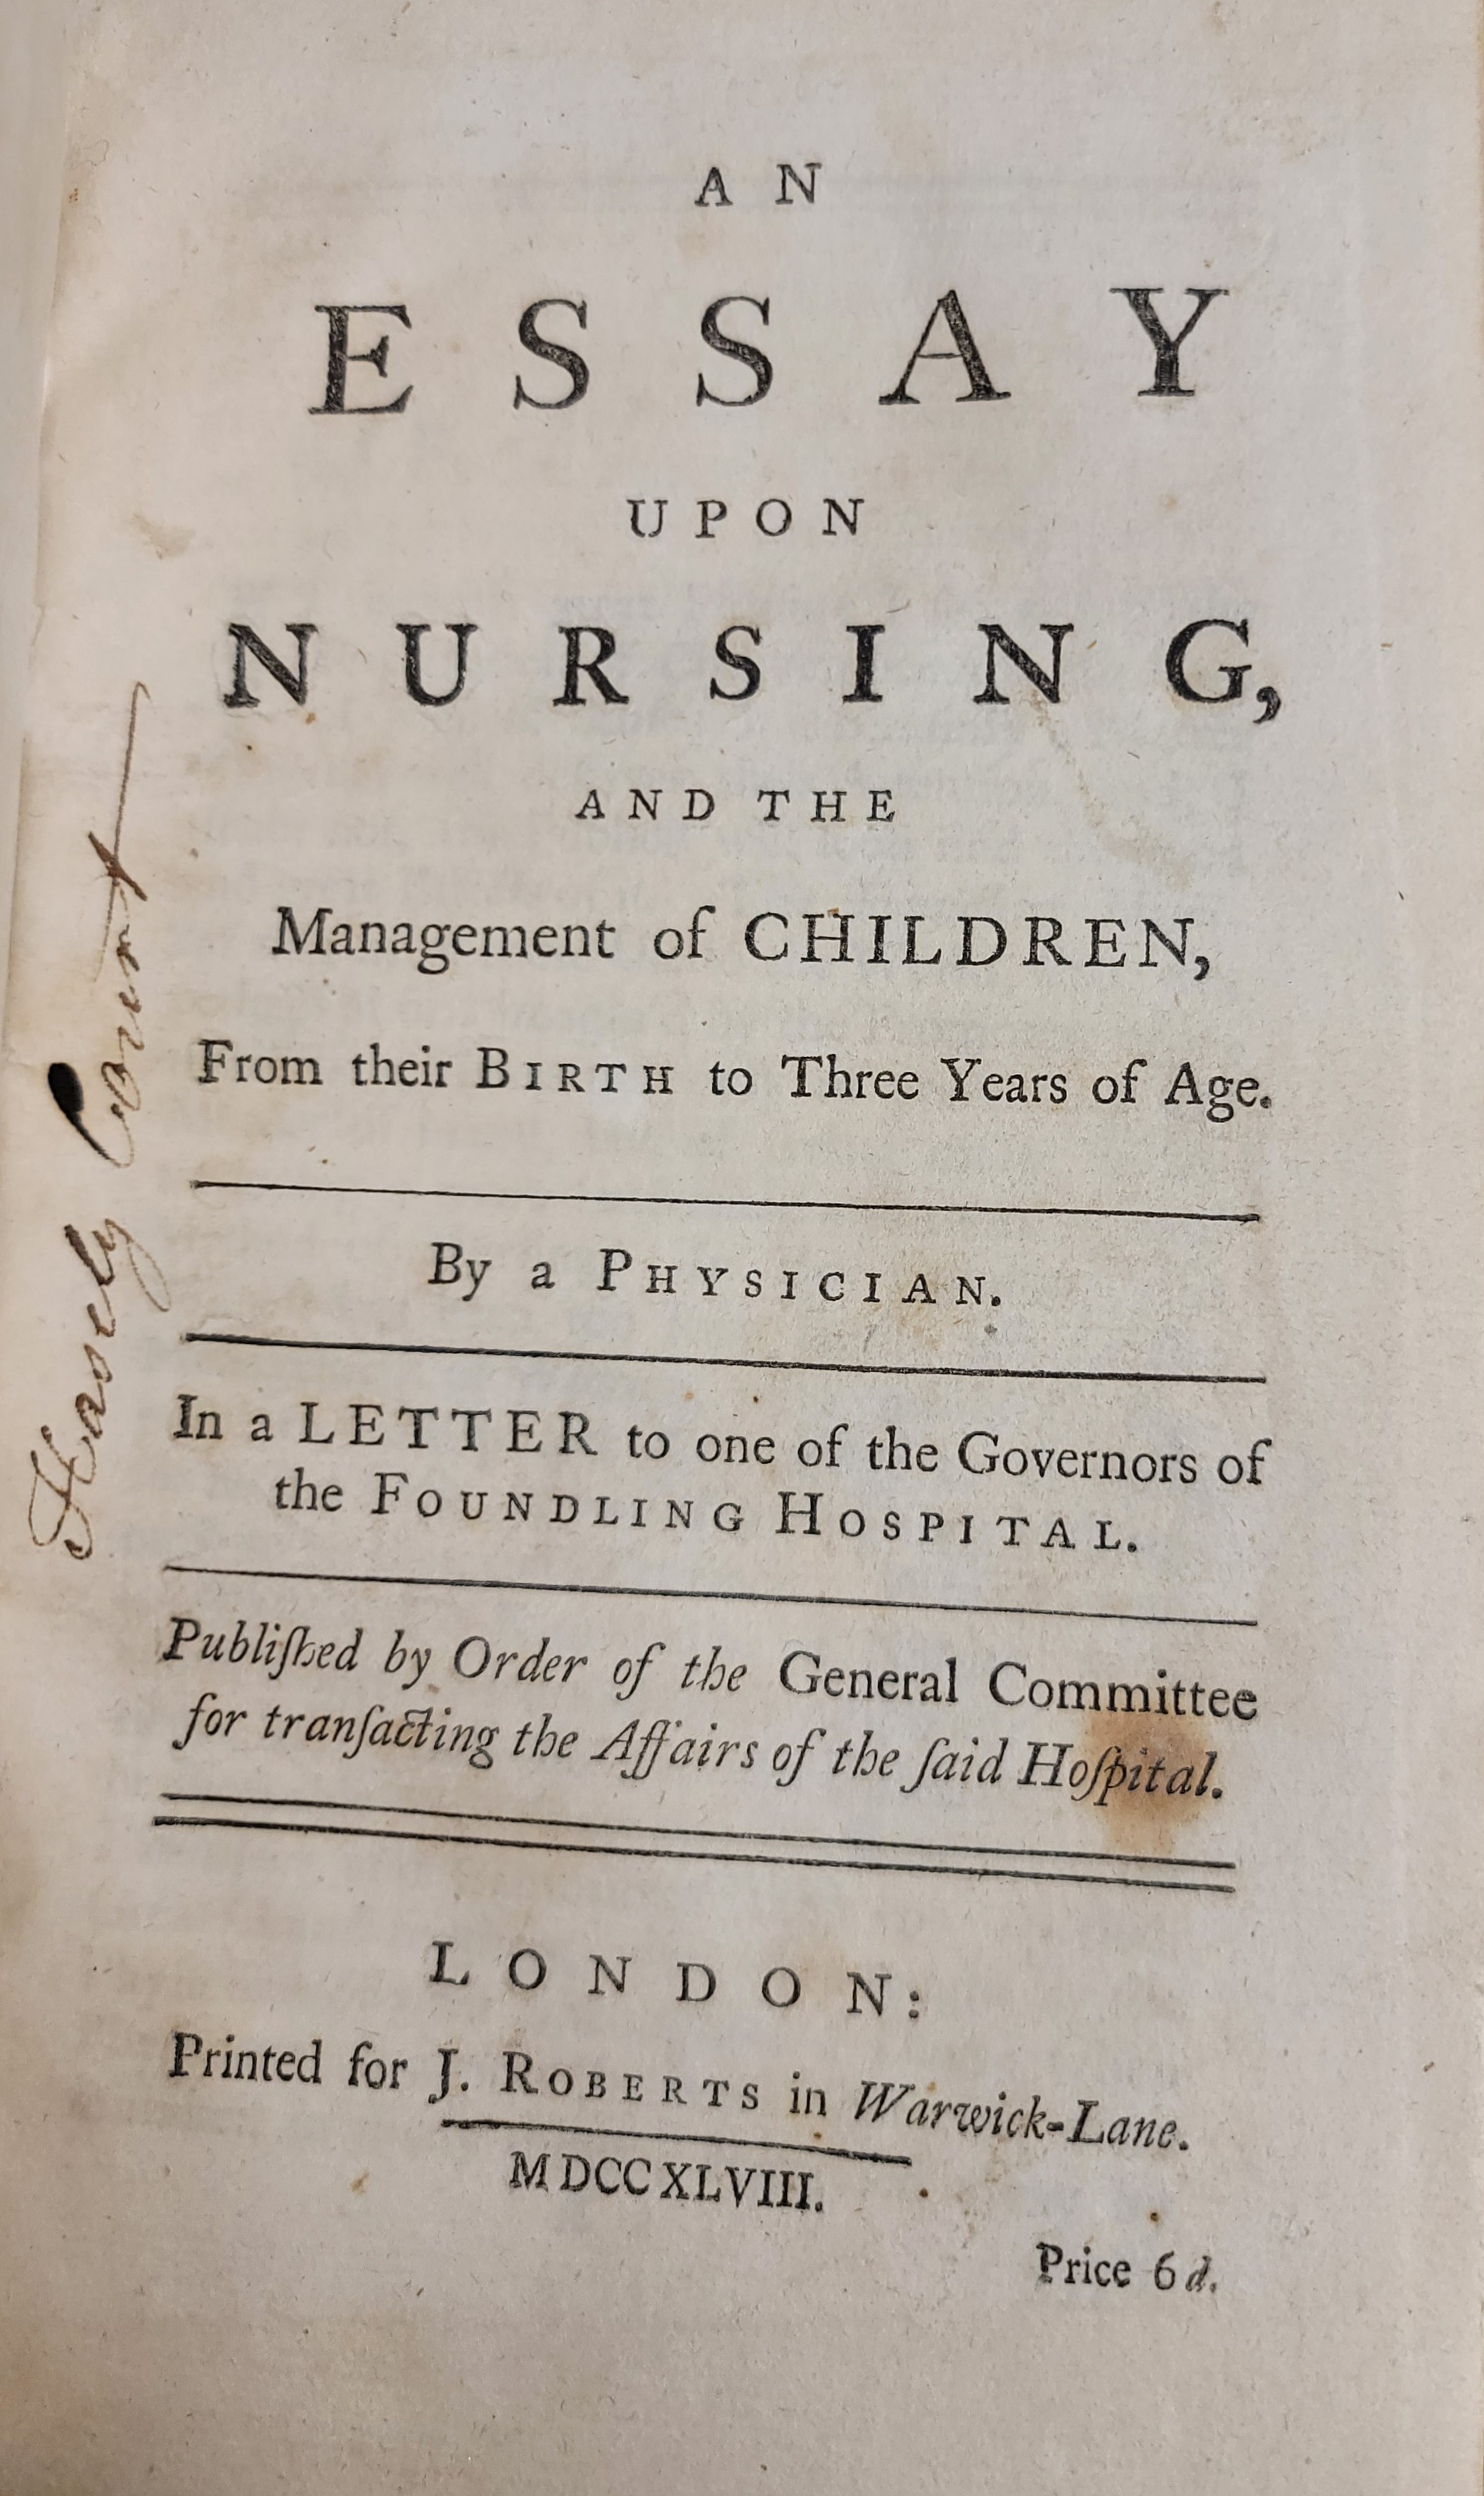 AN
ESSAY
UPON
NURSING,
AND THE
Management of CHILDREN,
From their BIRTH to Three Years of Age.
By a PHYSICIAN.
In a LETTER to one of the Governors of
the FOUNDLING HOSPITAL.
Publiſhed by Order of the General Committee
for tranſacting the Affairs of the ſaid Hoſpital.
LONDON:
Printed for J. ROBERTS in Warwick-Lane.
MDCCXLVIII.
Price 6 d.